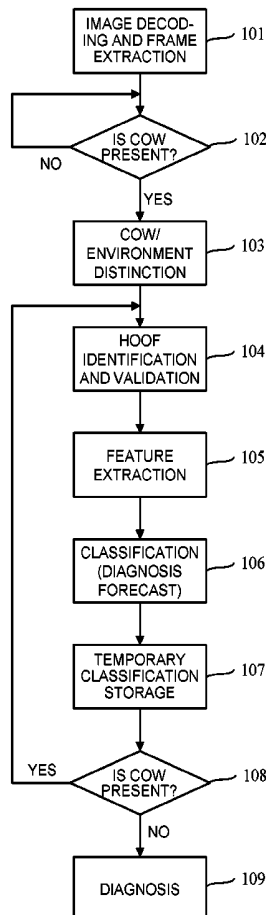 IMAGE DECOD-
ING AND FRAME
EXTRACTION
101
IS COW
PRESENT?
102
NO
YES
COW/
ENVIRONMENT
DISTINCTION
103
HOOF
IDENTIFICATION
AND VALIDATION
104
FEATURE
EXTRACTION
105
CLASSIFICATION
(DIAGNOSIS
FORECAST)
106
TEMPORARY
CLASSIFICATION
STORAGE
107
YES
IS COW
PRESENT?
108
NO
DIAGNOSIS
109